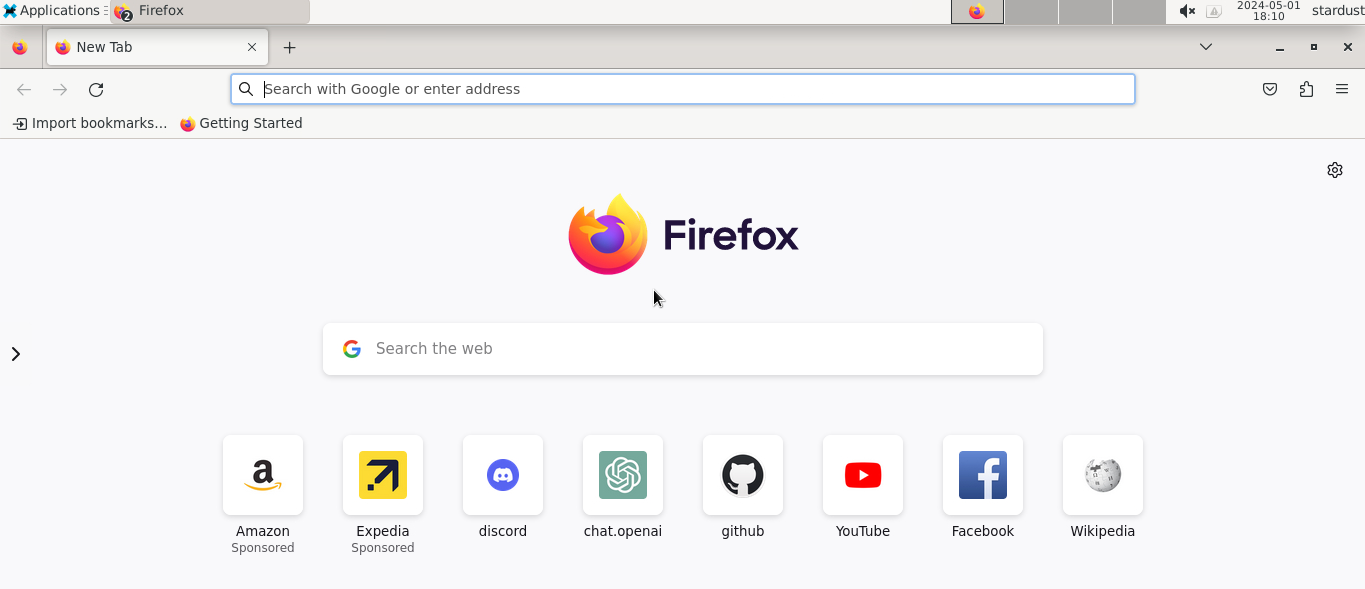 Applications
2
Firefox
2024-05-01
18:10
stardust
New Tab
Search with Google or enter address
Import bookmarks...
Getting Started
Firefox
Search the web
Amazon
Sponsored
Expedia
Sponsored
discord
chat.openai
github
YouTube
Facebook
Wikipedia